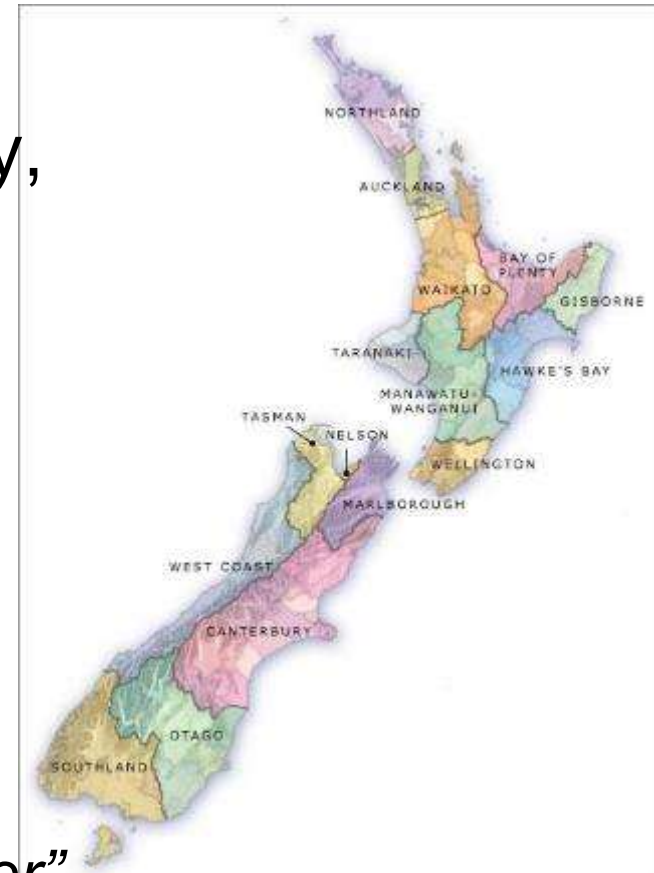 y,
NORTHLAND
AUCKLAND
BAY OF
PLENTY
WAIKATO
GISBORNE
TARANAKI
HAWKE'S BAY
MANAWATU-
WANGANUI
TASMAN
NELSON
WELLINGTON
MARLBOROUGH
WEST COAST
CANTERBURY
OTAGO
SOUTHLAND
er”